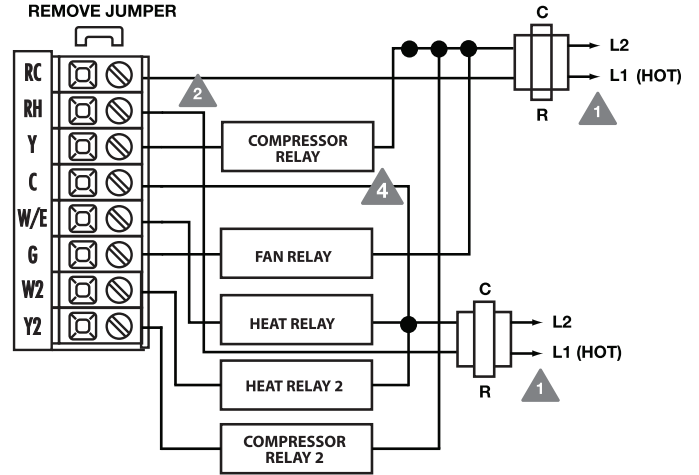 REMOVE JUMPER
C
L2
RC
L1 (HOT)
2
1
RH
R
Y
COMPRESSOR
RELAY
C
4
W/E
G
FAN RELAY
W2
C
Y2
HEAT RELAY
L2
L1 (HOT)
HEAT RELAY 2
R
1
COMPRESSOR
RELAY 2